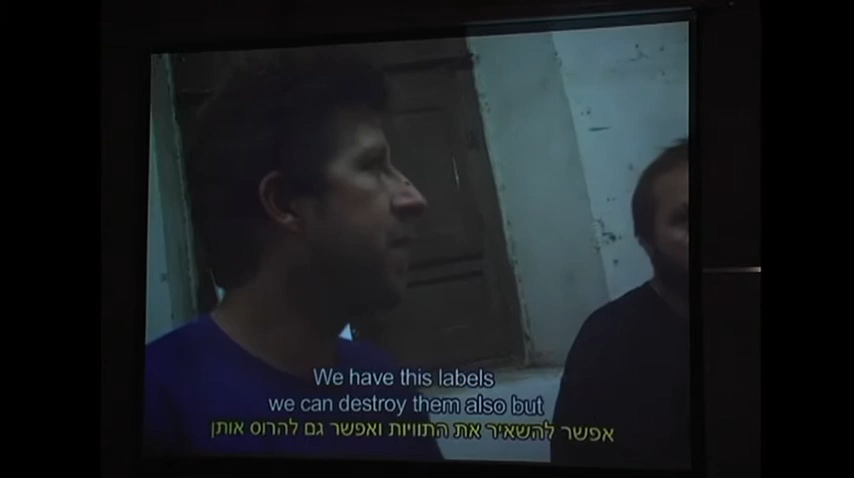 We have this labels
we can destroy them also but
אפשר להשאיר את התוויות ואפשר גם להרוס אותן